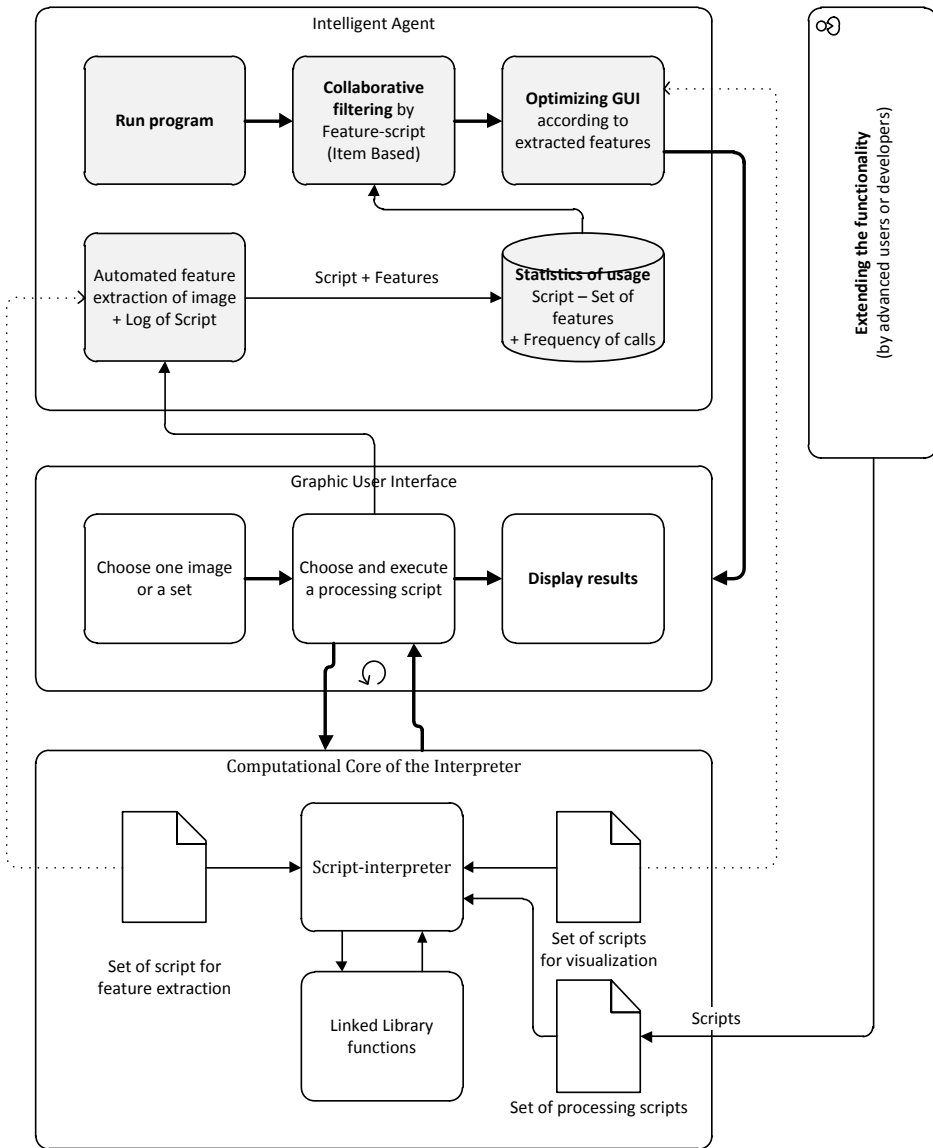 Intelligent Agent
Run program
Collaborative
filtering by
Feature-script
(Item Based)
Optimizing GUI
according to
extracted features
Extending the functionality
(by advanced users or developers)
Automated feature
extraction of image
+ Log of Script
Script + Features
Statistics of usage
Script – Set of
features
+ Frequency of calls
Graphic User Interface
Choose one image
or a set
Choose and execute
a processing script
Display results
Computational Core of the Interpreter
Script-interpreter
Set of script for
feature extraction
Set of scripts
for visualization
Linked Library
functions
Scripts
Set of processing scripts